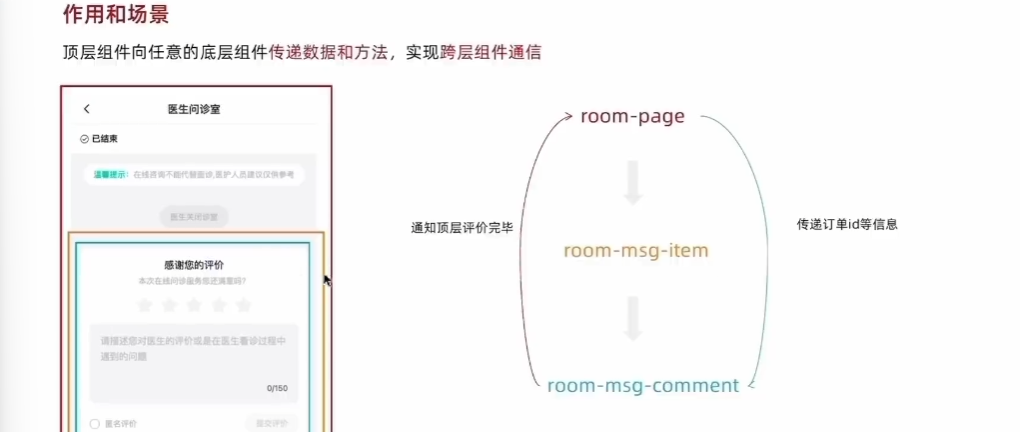 作用和场景
顶层组件向任意的底层组件传递数据和方法，实现跨层组件通信
医生问诊室
已结束
温馨提示：在线咨询不能代替面诊,医护人员建议仅供参考
医生关闭诊室
感谢您的评价
本次在线问诊服务您还满意吗?
请描述您对医生的评价或是在医生看诊过程中
遇到的问题
0/150
匿名评价
提交评价
room-page
通知顶层评价完毕
传递订单id等信息
room-msg-item
room-msg-comment